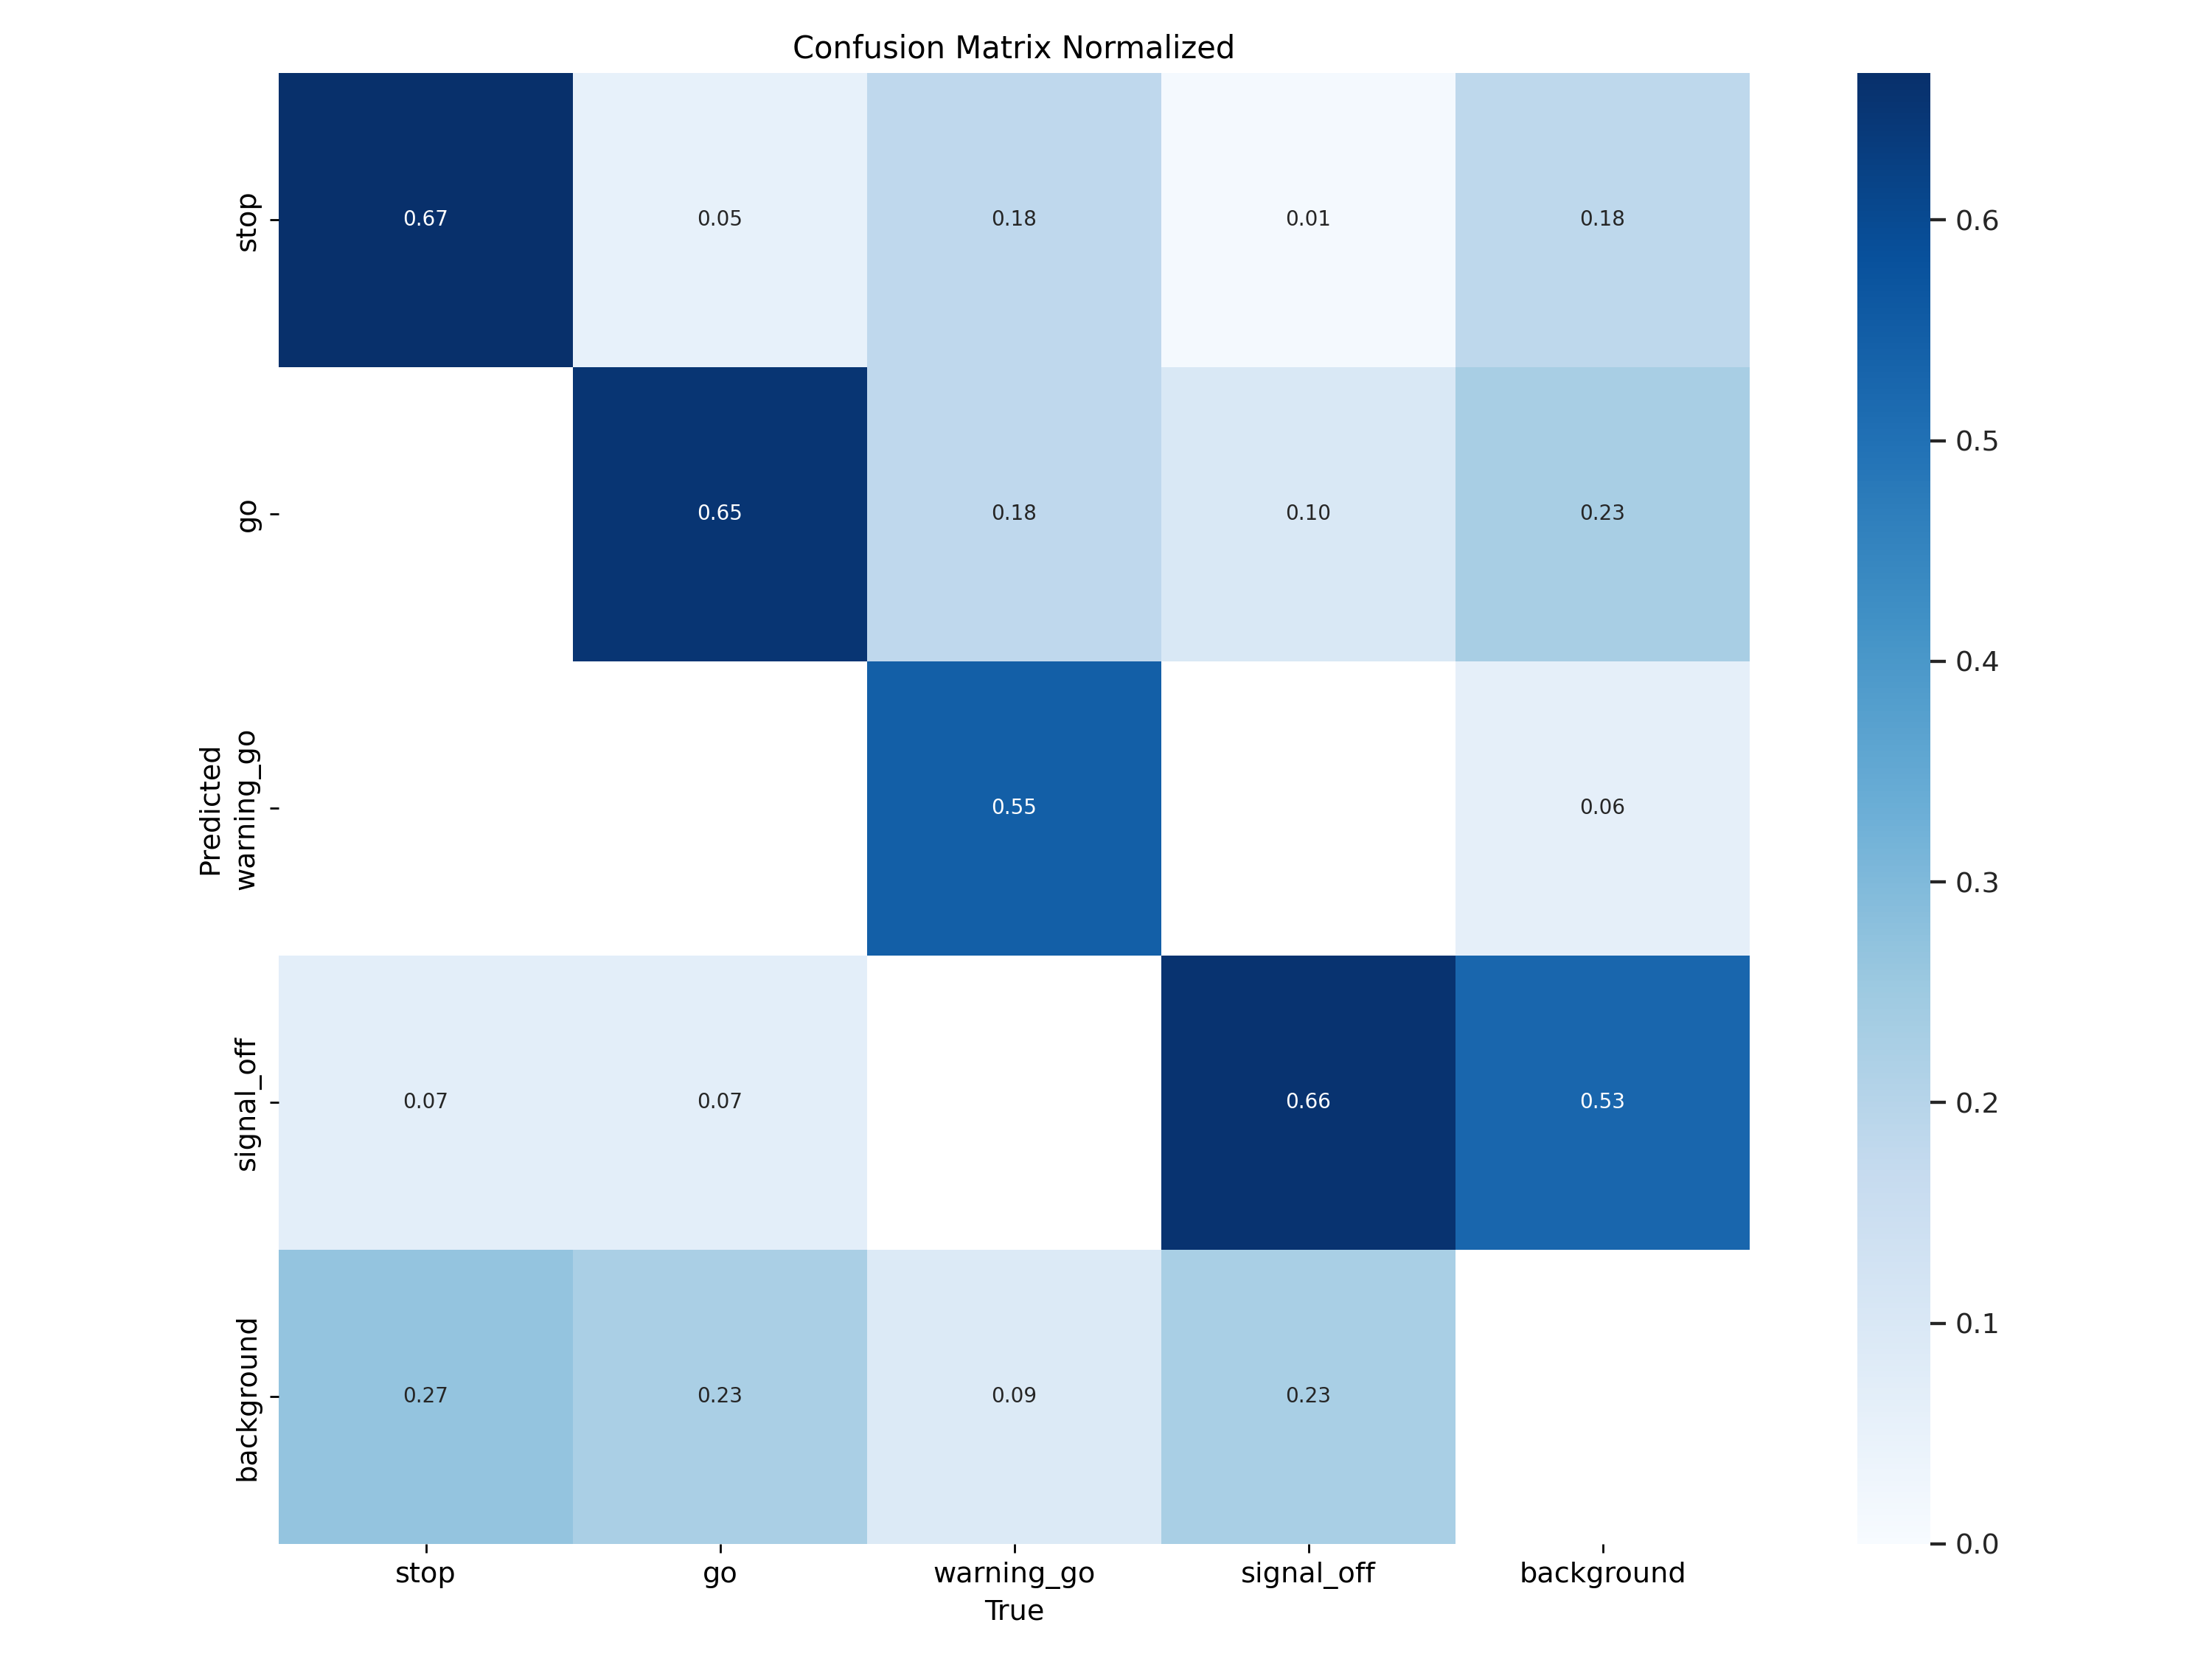 Confusion Matrix Normalized
stop
0.67
0.05
0.18
0.01
0.18
go
0.65
0.18
0.10
0.23
Predicted
warning_go
0.55
0.06
signal_off
0.07
0.07
0.66
0.53
background
0.27
0.23
0.09
0.23
stop
go
warning_go
signal_off
background
True
0.6
0.5
0.4
0.3
0.2
0.1
0.0